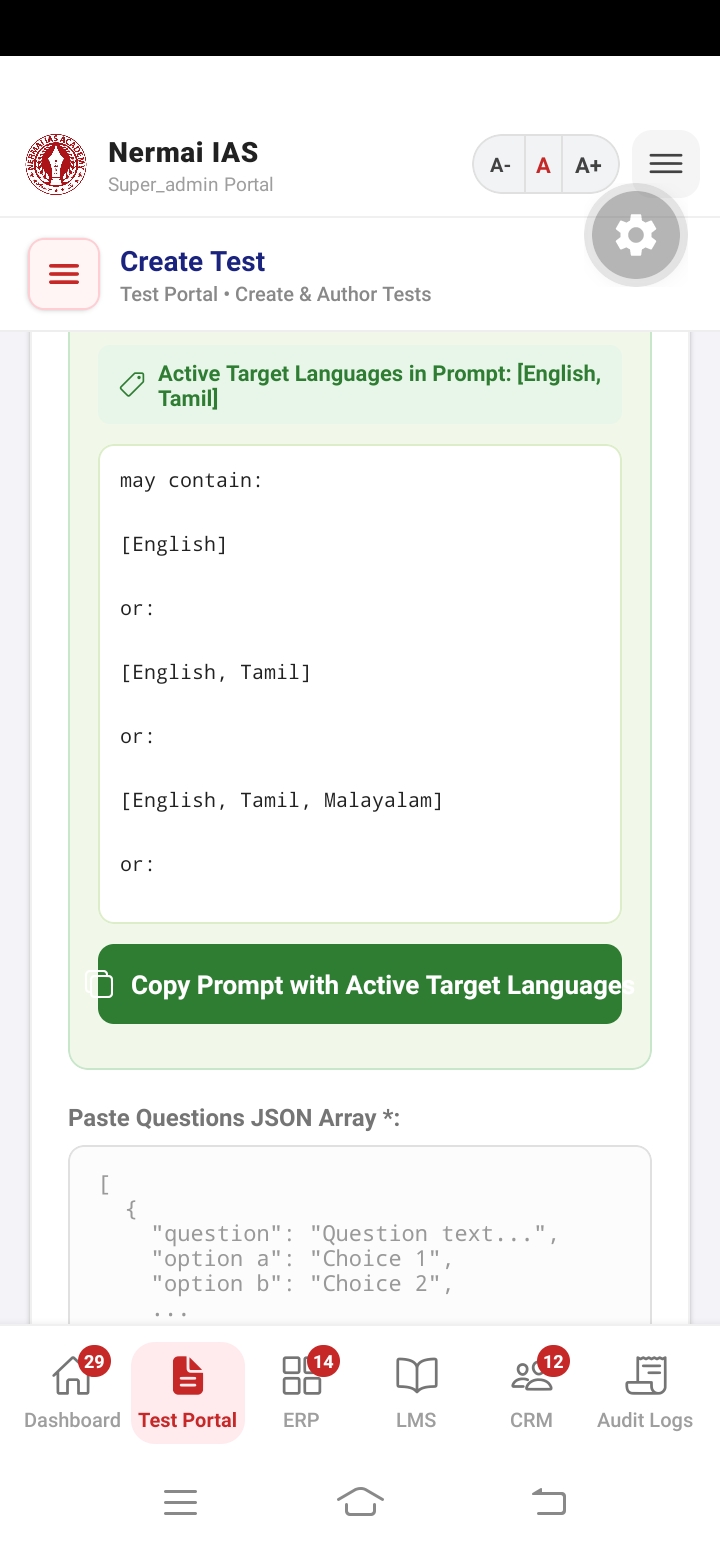 Nermai IAS
Super_admin Portal
A- A A+
Create Test
Test Portal • Create & Author Tests
Active Target Languages in Prompt: [English,
Tamil]
may contain:
[English]
or:
[English, Tamil]
or:
[English, Tamil, Malayalam]
or:
Copy Prompt with Active Target Languages
Paste Questions JSON Array *:
[
{
"question": "Question text...",
"option a": "Choice 1",
"option b": "Choice 2",
...
29 14 12
Dashboard Test Portal ERP LMS CRM Audit Logs